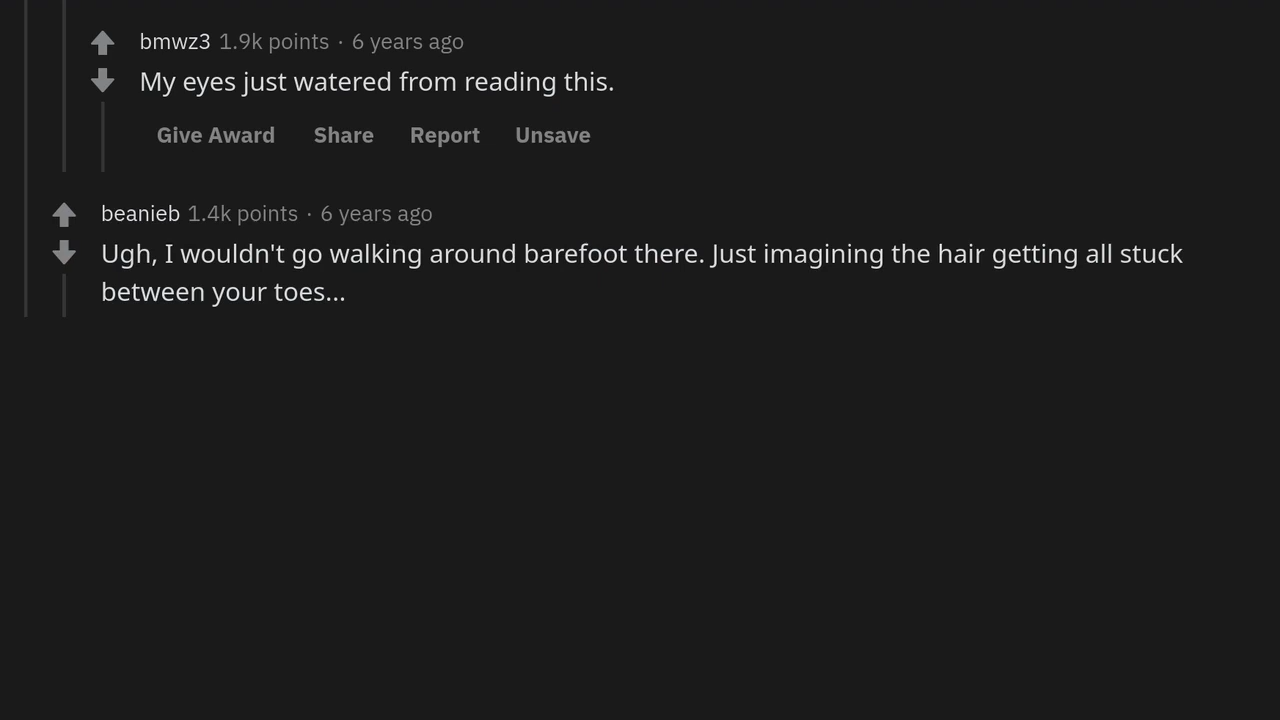 bmwz3 1.9k points · 6 years ago
My eyes just watered from reading this.
Give Award Share Report Unsave
beanieb 1.4k points · 6 years ago
Ugh, I wouldn't go walking around barefoot there. Just imagining the hair getting all stuck
between your toes...